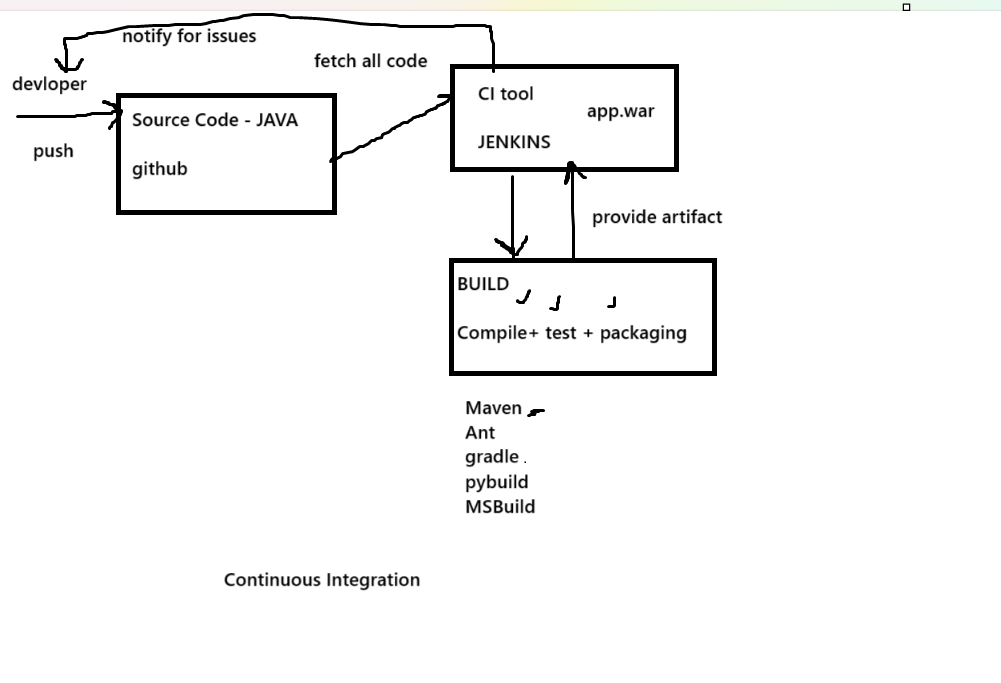 notify for issues
fetch all code
devloper
push
Source Code - JAVA
github
CI tool
app.war
JENKINS
provide artifact
BUILD
Compile+ test + packaging
Maven
Ant
gradle .
pybuild
MSBuild
Continuous Integration